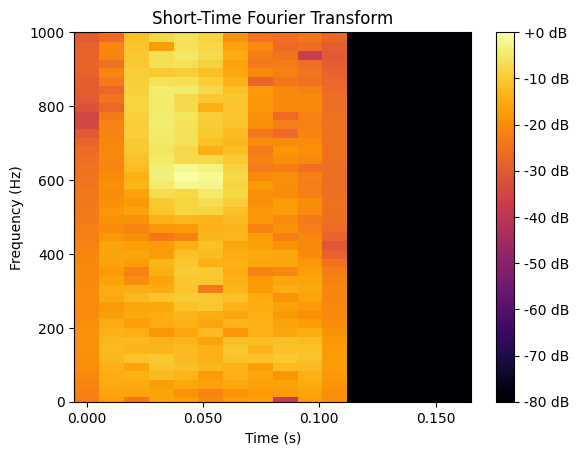 Short-Time Fourier Transform
1000
800
600
400
200
0
Frequency (Hz)
0.000
0.050
0.100
0.150
Time (s)
+0 dB
-10 dB
-20 dB
-30 dB
-40 dB
-50 dB
-60 dB
-70 dB
-80 dB